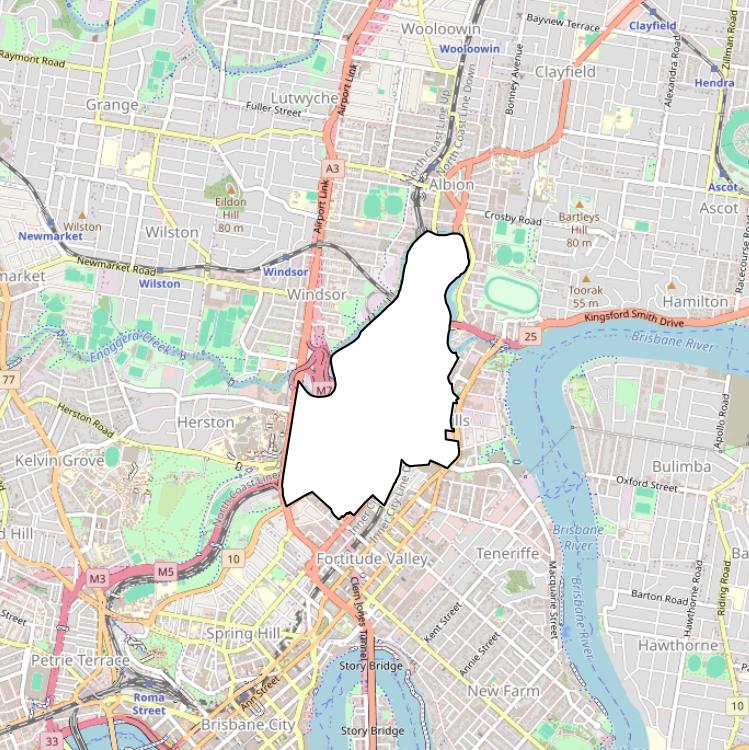 Wooloowin
Bayview Terrace
Clayfield
Zillman Road
Wooloowin
Raymont Road
Airport Link
Bonney Avenue
Clayfield
Alexandra Road
Hendra
Grange
Lutwyche
Fuller Street
North Coast Line Up
North Coast Line Down
A3
Albion
Ascot
Eildon
Hill
80 m
Airport Link
Crosby Road
Bartleys
Hill
80 m
Ascot
Wilston
Newmarket
Wilston
Racecourse Road
Newmarket Road
Windsor
market
Wilston
Windsor
Toorak
55 m
Hamilton
Kingsford Smith Drive
25
Brisbane River
Enoggera Creek
77
M7
Apollo Road
Herston Road
Herston
ills
Kelvin Grove
Bulimba
North Coast Line
Inner City Line
Oxford Street
d Hill
10
Fortitude Valley
Teneriffe
Brisbane
River
Ba
M3
M5
Clem Jones Tunnel
Macquarie Street
Brisbane River
Barton Road
Hawthorne Road
Riding Road
Street
Kent Street
Spring Hill
Annie Street
Hawthorne
Petrie Terrace
Story Bridge
Roma
Street
Ann Street
New Farm
10
Brisbane City
Story Bridge
33